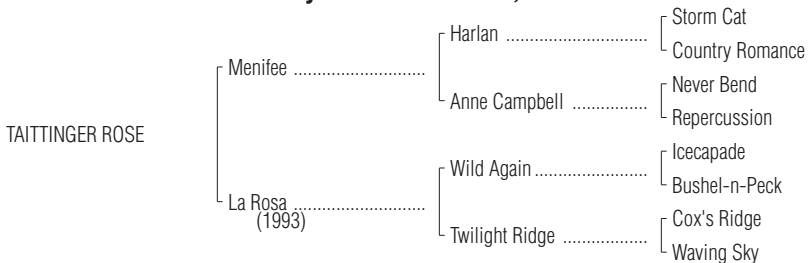 Storm Cat
Harlan ..............................
Country Romance
Menifee ............................
Never Bend
Anne Campbell ................
Repercussion
TAITTINGER ROSE
Icecapade
Wild Again ........................
Bushel-n-Peck
La Rosa ............................
(1993)
Cox's Ridge
Twilight Ridge ..................
Waving Sky